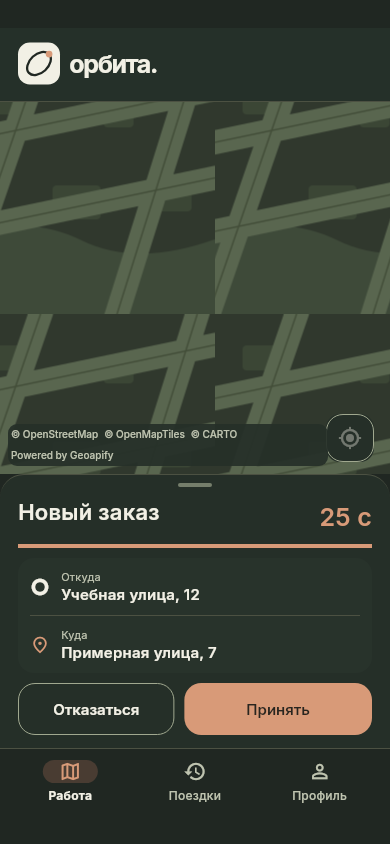 орбита.
© OpenStreetMap © OpenMapTiles © CARTO
Powered by Geoapify
Новый заказ
25 с
Откуда
Учебная улица, 12
Куда
Примерная улица, 7
Отказаться
Принять
Работа
Поездки
Профиль